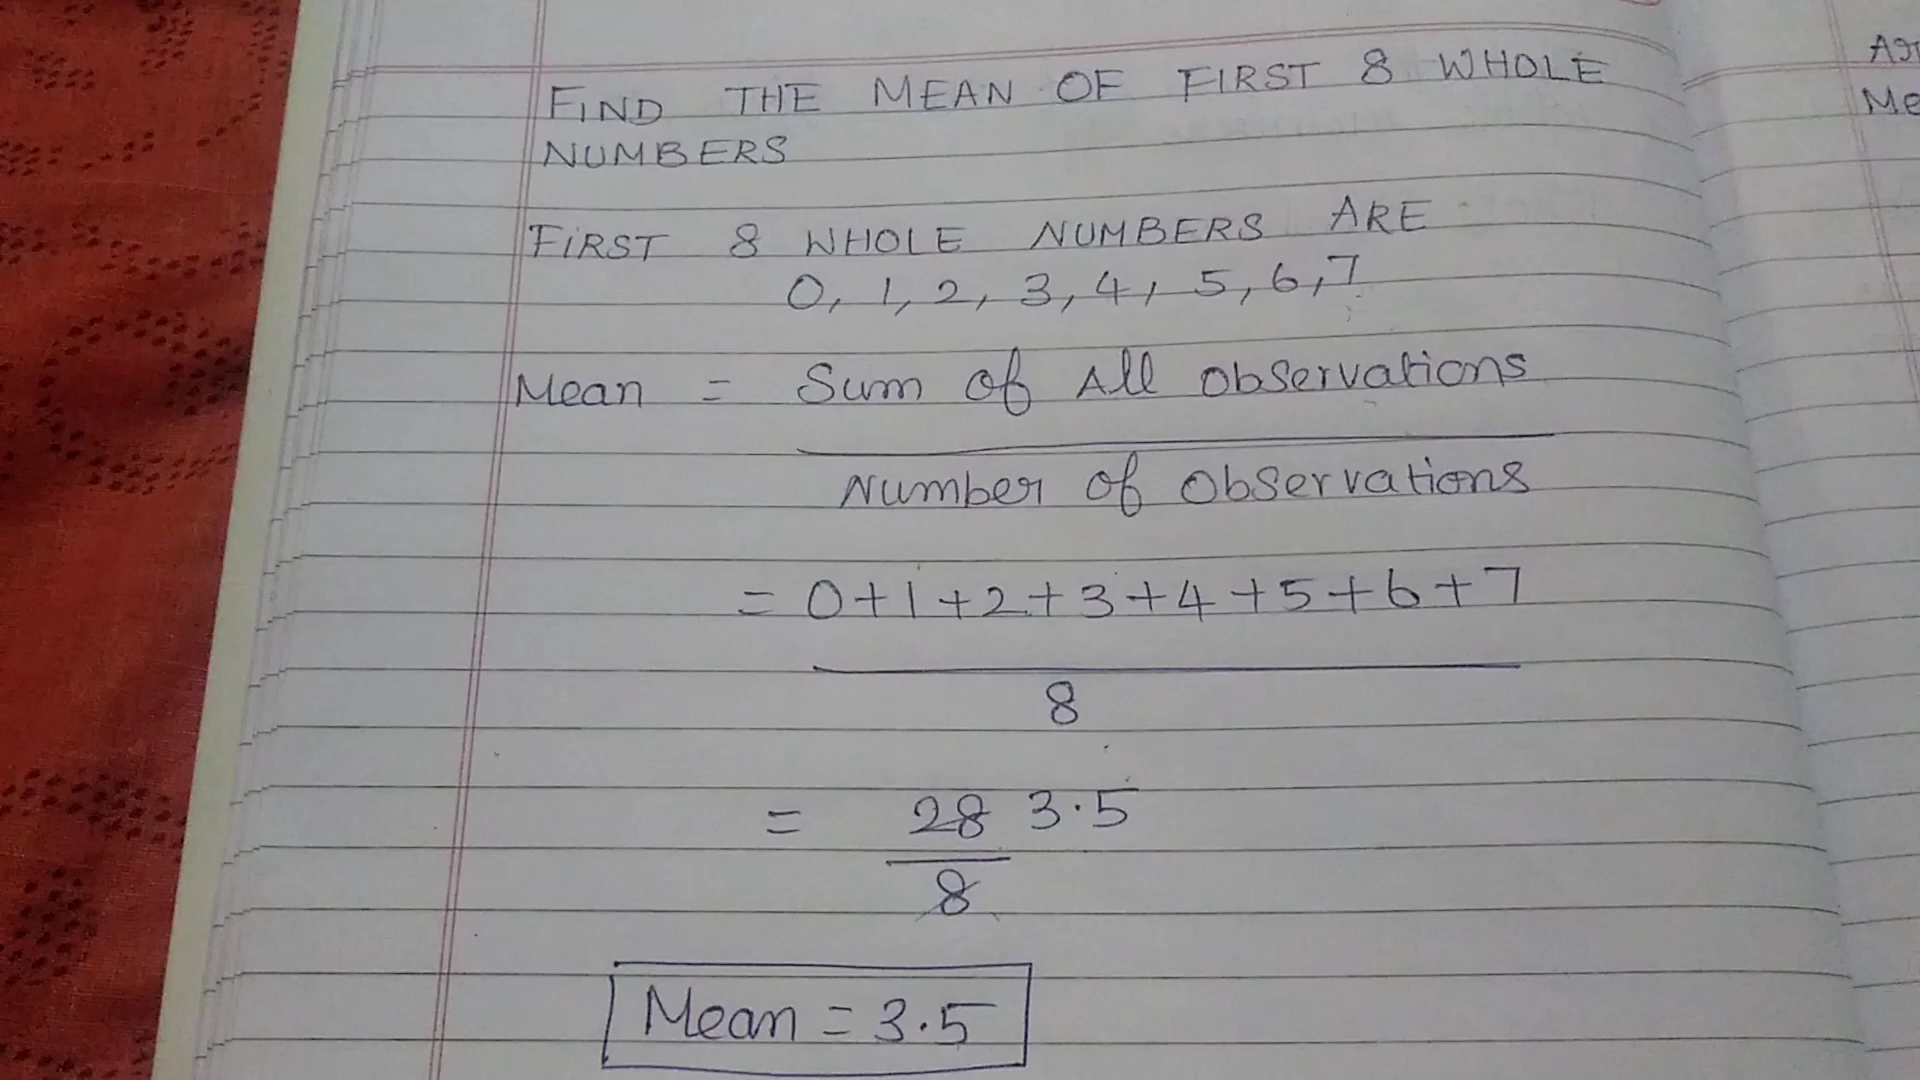 FIND THE MEAN OF FIRST 8 WHOLE
NUMBERS
FIRST 8 WHOLE NUMBERS ARE
0, 1, 2, 3, 4, 5, 6, 7
Mean = Sum of All observations
Number of observations
= 0+1+2+3+4+5+6+7
8
= 28 3.5
8
Mean = 3.5